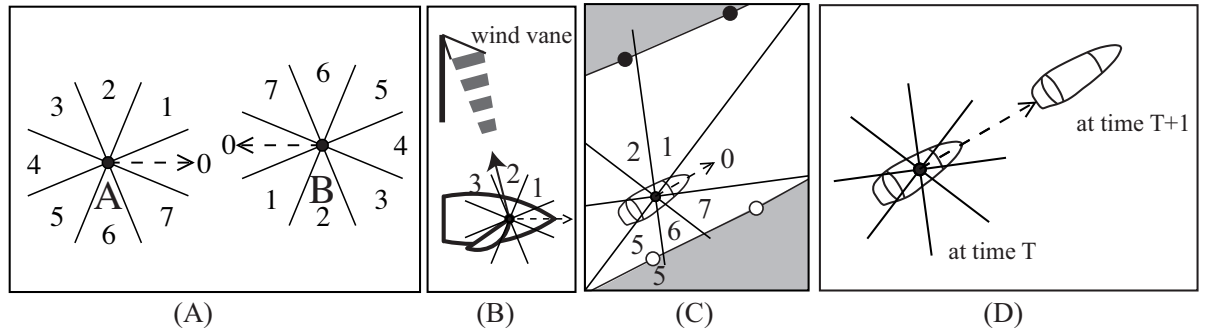 3 2 1
4 0
5 A 7
6
7 6 5
0 4
1 B 3
2
wind vane
3 2 1
2 1 0
7
5 6
5
at time T+1
at time T
(A) (B) (C) (D)